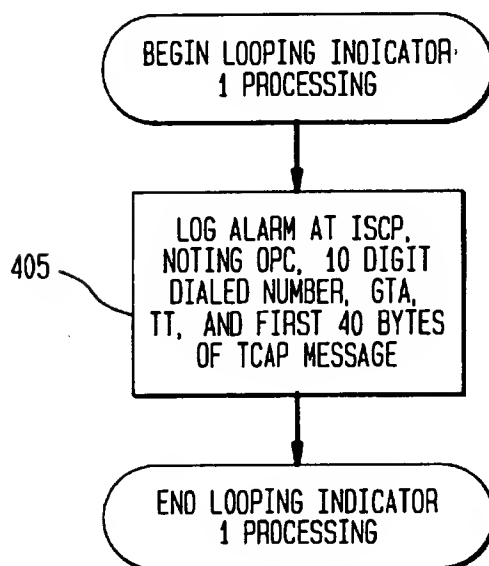 BEGIN LOOPING INDICATOR
1 PROCESSING
405
LOG ALARM AT ISCP,
NOTING OPC, 10 DIGIT
DIALED NUMBER, GTA,
TT, AND FIRST 40 BYTES
OF TCAP MESSAGE
END LOOPING INDICATOR
1 PROCESSING